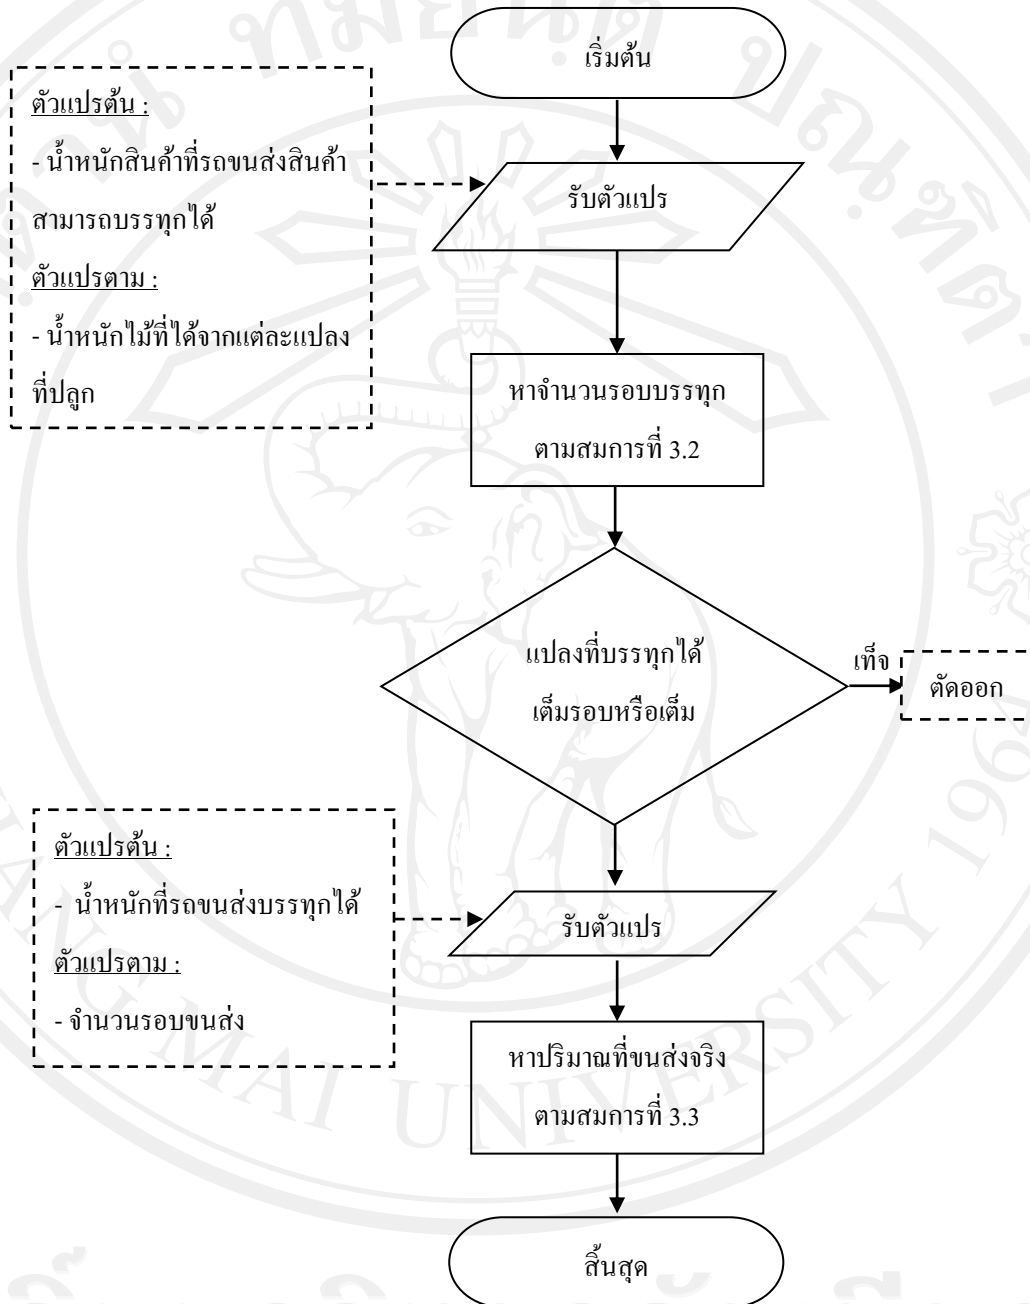 เริ่มต้น
ตัวแปรต้น :
- น้ำหนักสินค้าที่รถขนส่งสินค้า
สามารถบรรทุกได้
ตัวแปรตาม :
- น้ำหนักไม้ที่ได้จากแต่ละแปลง
ที่ปลูก
รับตัวแปร
หาจำนวนรอบบรรทุก
ตามสมการที่ 3.2
แปลงที่บรรทุกได้
เต็มรอบหรือเต็ม
เท็จ
ตัดออก
ตัวแปรต้น :
- น้ำหนักที่รถขนส่งบรรทุกได้
ตัวแปรตาม :
- จำนวนรอบขนส่ง
รับตัวแปร
หาปริมาณที่ขนส่งจริง
ตามสมการที่ 3.3
สิ้นสุด
ANG MAI UNIVERSITY 1964